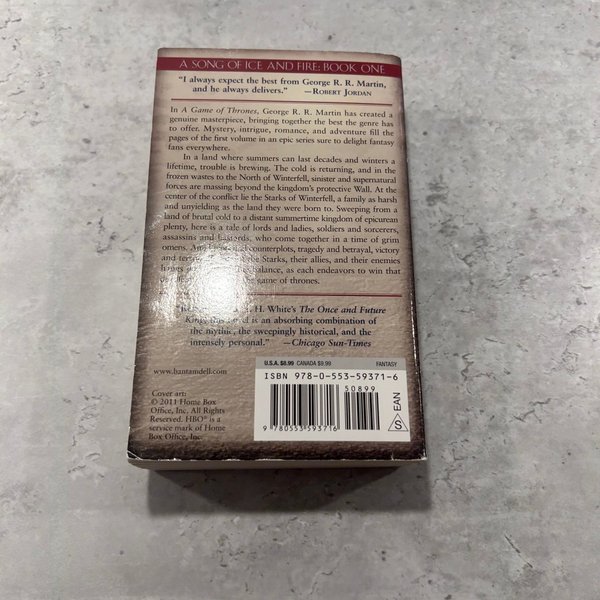 A SONG OF ICE AND FIRE: BOOK ONE
“I always expect the best from George R. R. Martin,
and he always delivers.” —ROBERT JORDAN
In A Game of Thrones, George R. R. Martin has created a
genuine masterpiece, bringing together the best the genre has
to offer. Mystery, intrigue, romance, and adventure fill the
pages of the first volume in an epic series sure to delight fantasy
fans everywhere.
In a land where summers can last decades and winters a
lifetime, trouble is brewing. The cold is returning, and in the
frozen wastes to the North of Winterfell, sinister and supernatural
forces are massing beyond the kingdom's protective Wall. At the
center of the conflict lie the Starks of Winterfell, a family as harsh
and unyielding as the land they were born to. Sweeping from a
land of brutal cold to a distant summertime kingdom of epicurean
plenty, here is a tale of lords and ladies, soldiers and sorcerers,
assassins and bastards, who come together in a time of grim
omens. counterplots, tragedy and betrayal, victory
and Starks, their allies, and their enemies
balance, as each endeavors to win that
game of thrones.
H. White's The Once and Future
is an absorbing combination of
the mythic, the sweepingly historical, and the
intensely personal.” —Chicago Sun-Times
www.bantamdell.com
U.S.A. $8.99 CANADA $9.99 FANTASY
ISBN 978-0-553-59371-6
50899
9 780553 593716
S EAN
Cover art:
© 2011 Home Box
Office, Inc. All Rights
Reserved. HBO® is a
service mark of Home
Box Office, Inc.